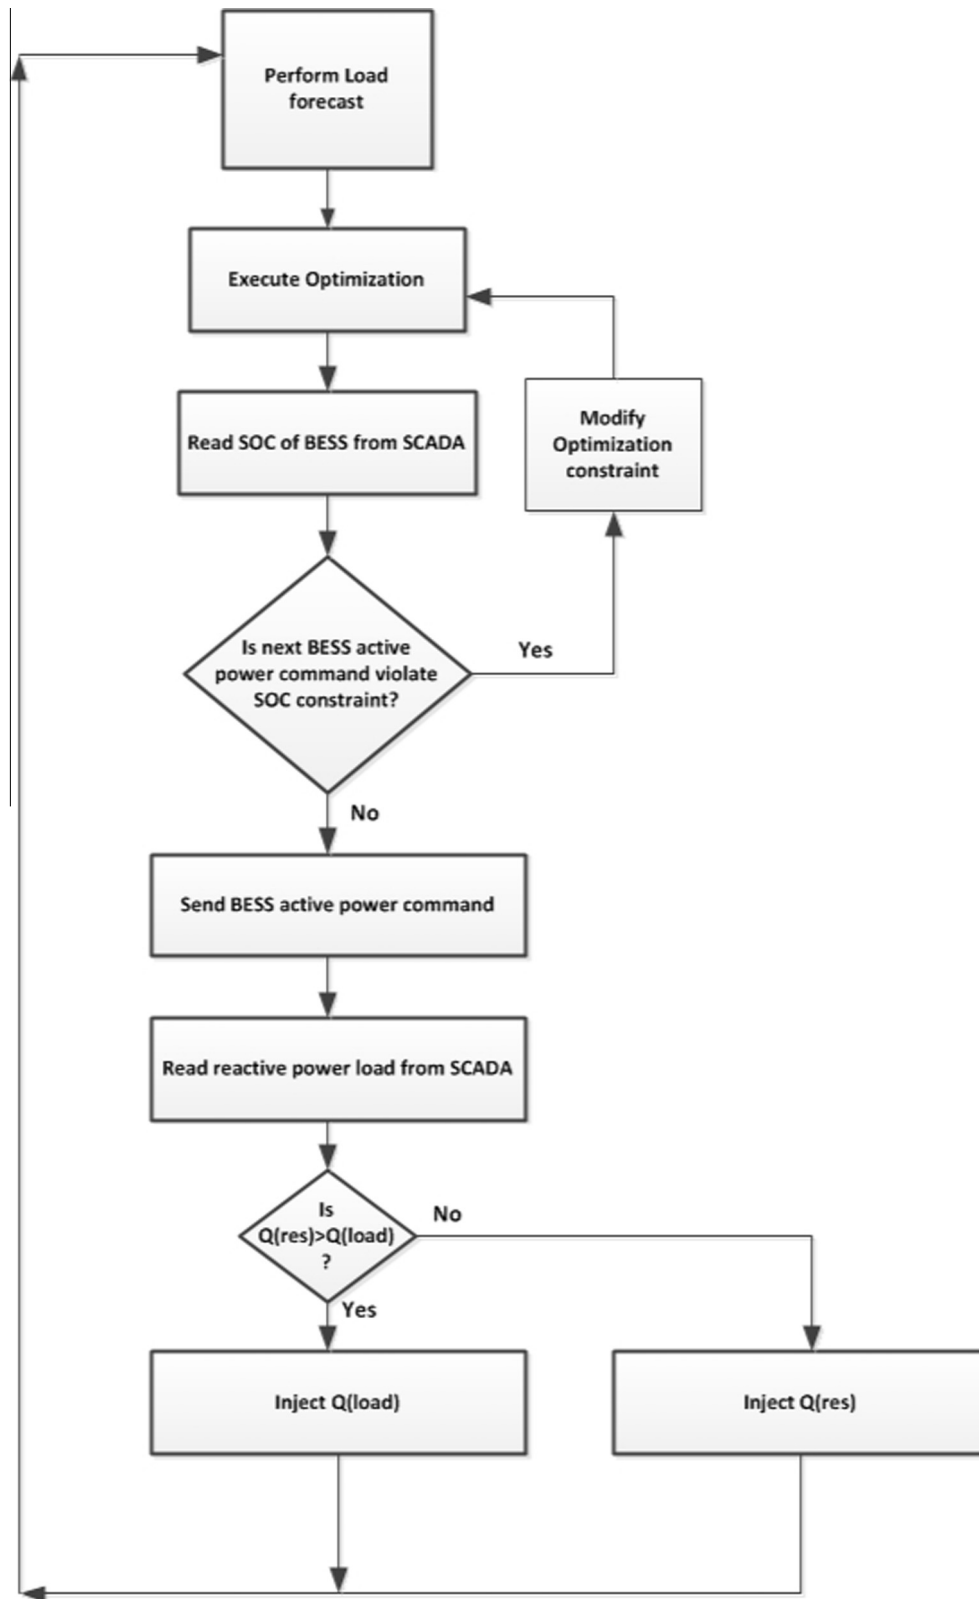 Perform Load
forecast
Execute Optimization
Read SOC of BESS from SCADA
Modify
Optimization
constraint
Is next BESS active
power command violate
SOC constraint?
Yes
No
Send BESS active power command
Read reactive power load from SCADA
Is
Q(res)>Q(load)
?
No
Yes
Inject Q(load)
Inject Q(res)